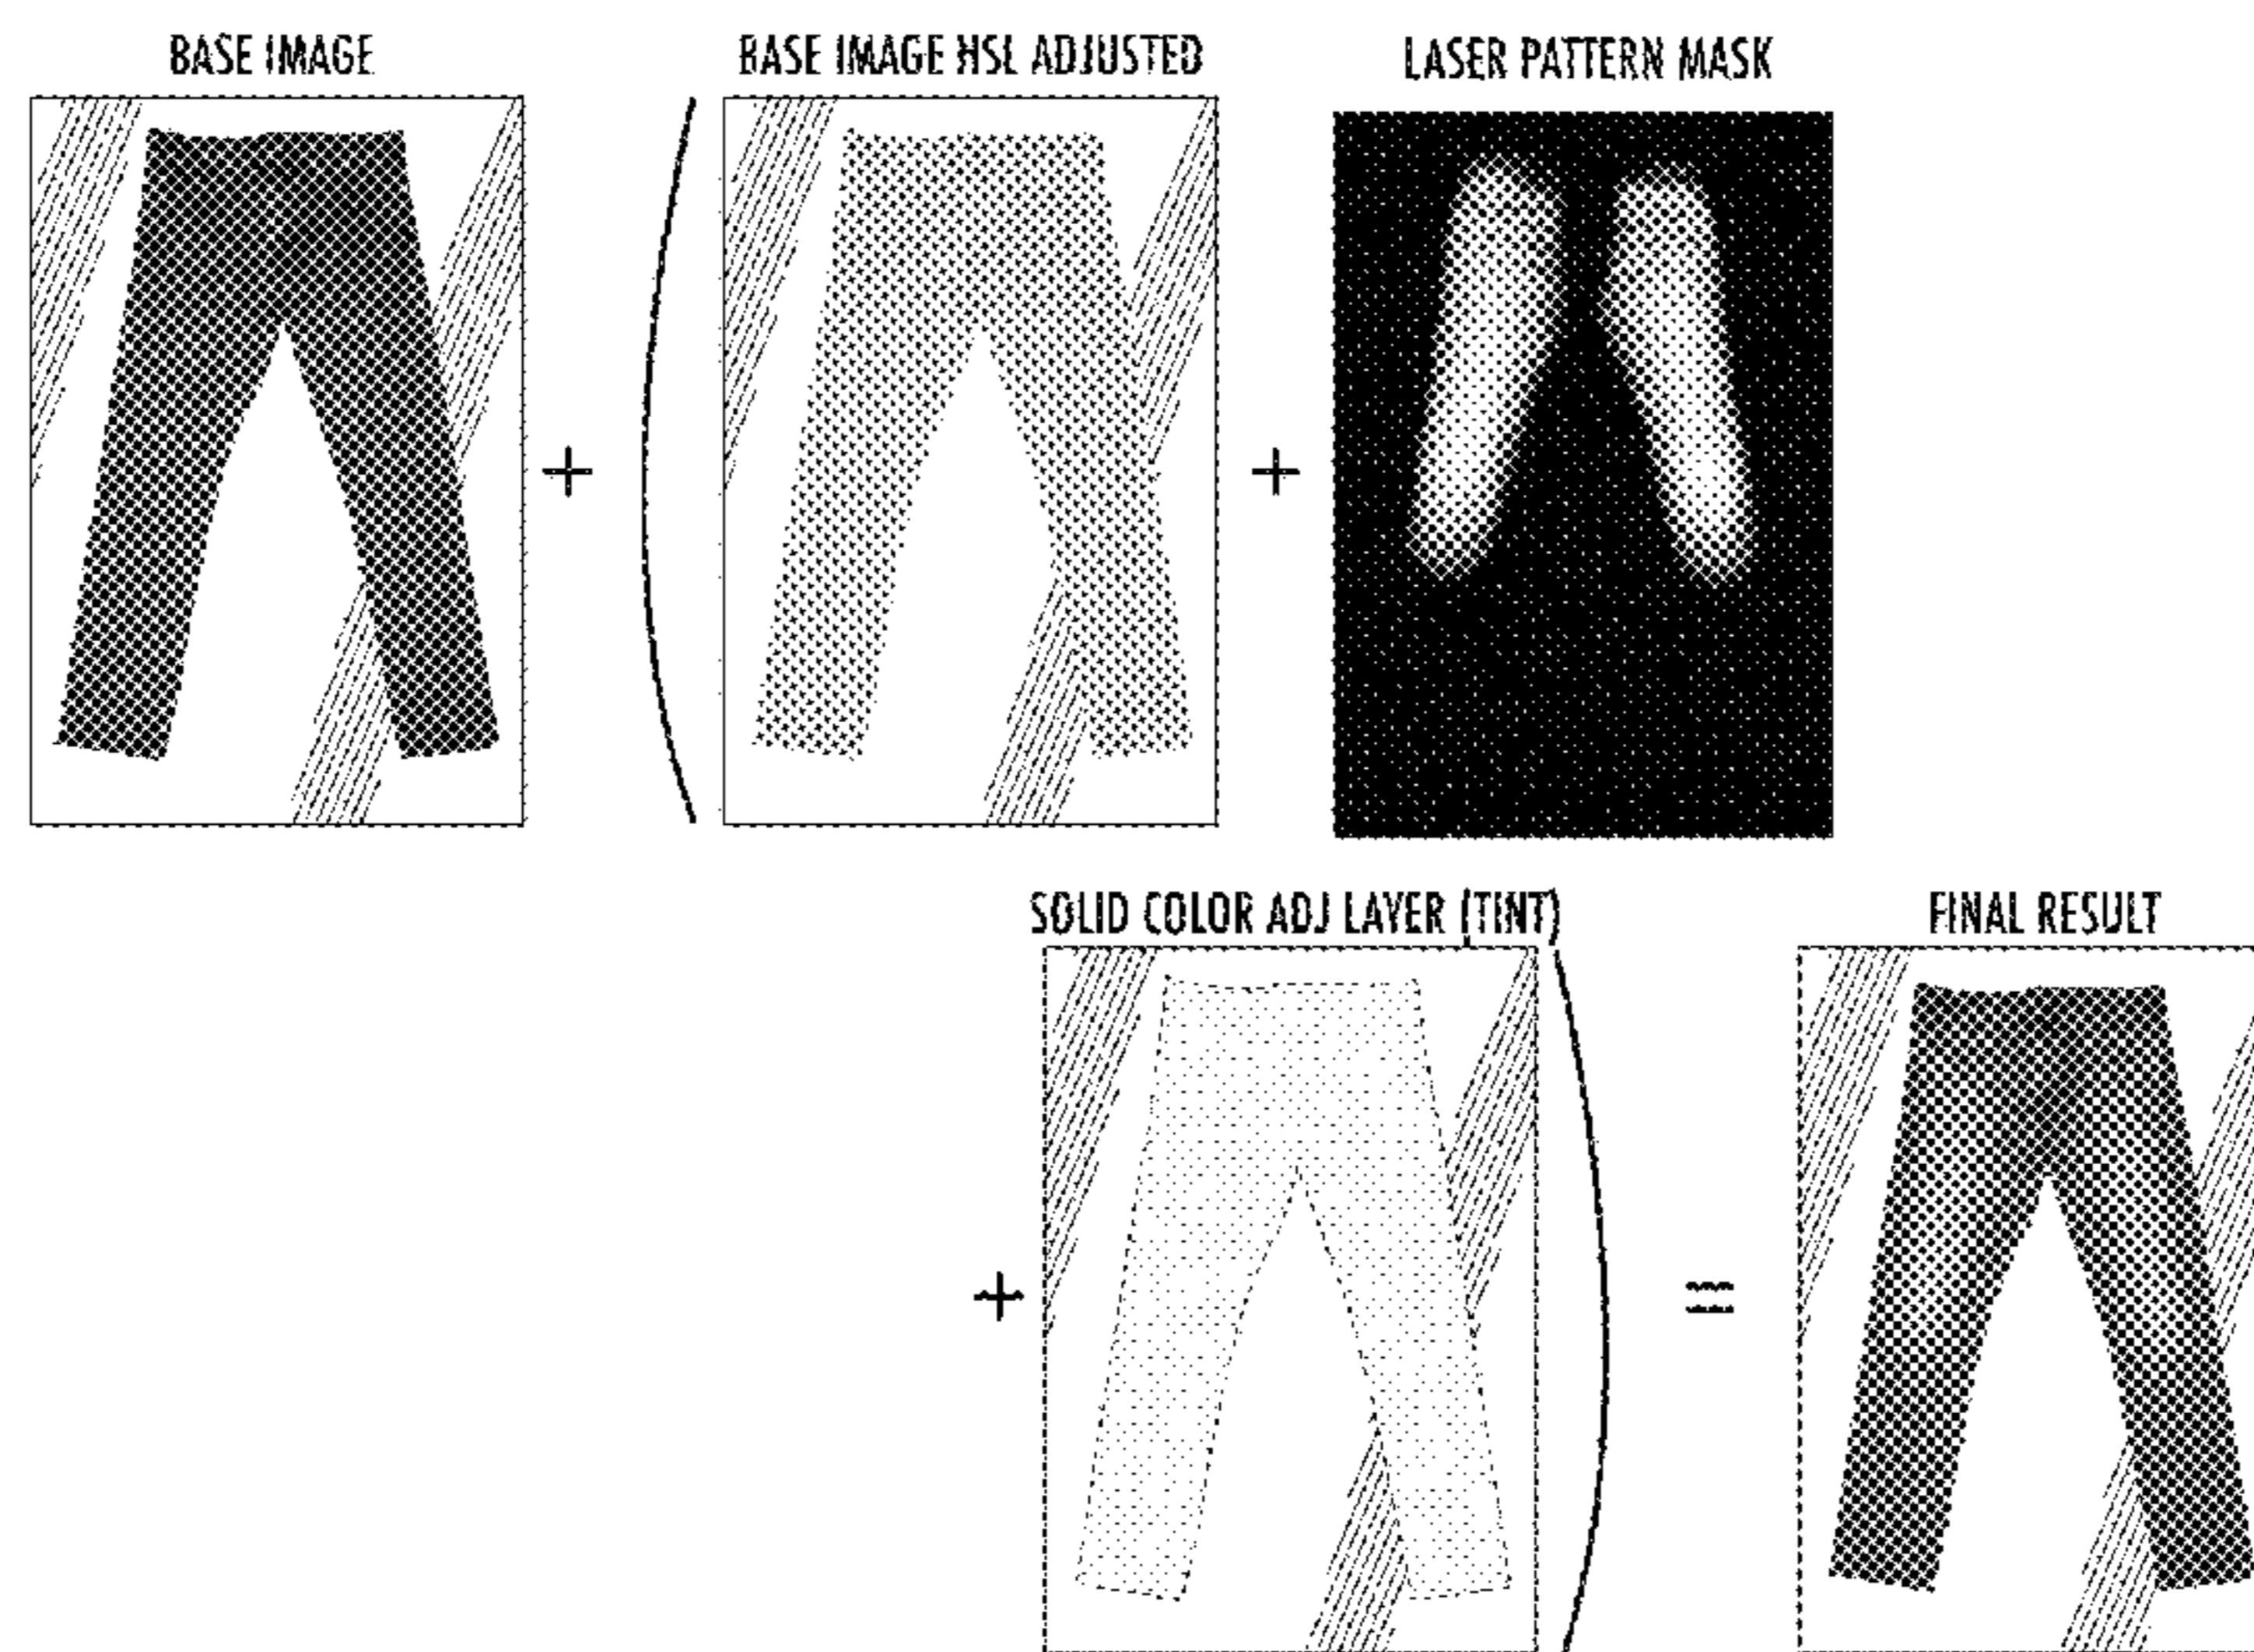 BASE IMAGE
BASE IMAGE HSL ADJUSTED
LASER PATTERN MASK
+
+
SOLID COLOR ADJ LAYER (TINT)
FINAL RESULT
+
=